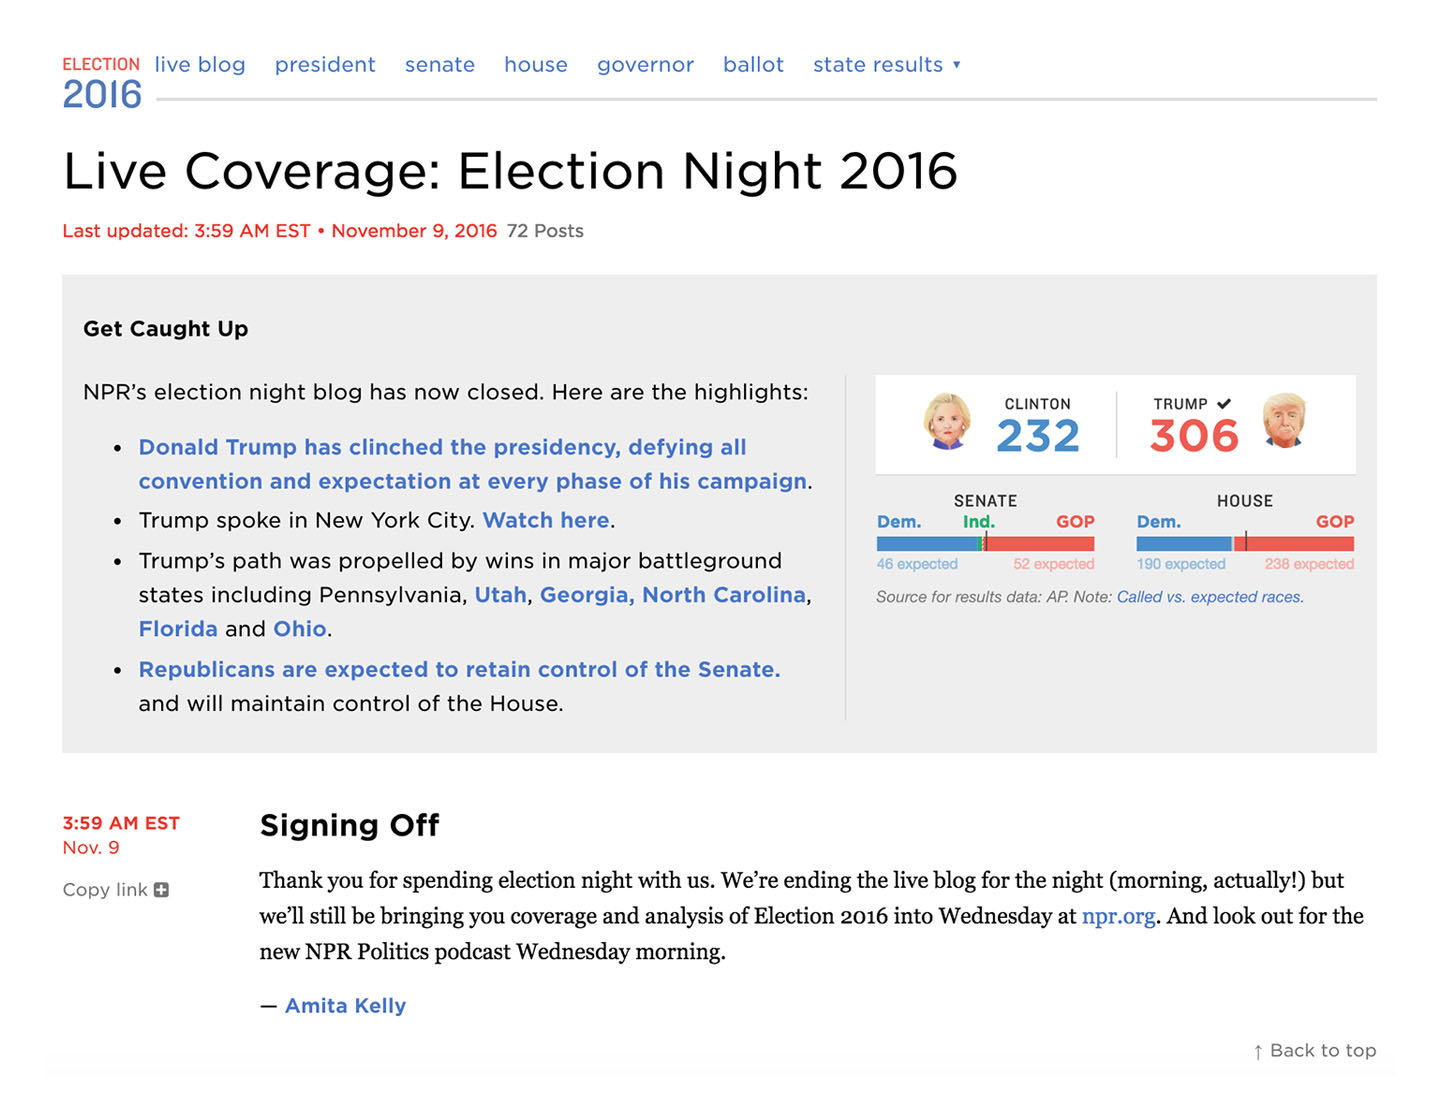 ELECTION
2016
live blog president senate house governor ballot state results ▾
Live Coverage: Election Night 2016
Last updated: 3:59 AM EST • November 9, 2016 72 Posts
Get Caught Up
NPR’s election night blog has now closed. Here are the highlights:
• Donald Trump has clinched the presidency, defying all
convention and expectation at every phase of his campaign.
• Trump spoke in New York City. Watch here.
• Trump’s path was propelled by wins in major battleground
states including Pennsylvania, Utah, Georgia, North Carolina,
Florida and Ohio.
• Republicans are expected to retain control of the Senate.
and will maintain control of the House.
CLINTON
232
TRUMP ✔
306
SENATE
Dem. Ind. GOP
46 expected 52 expected
HOUSE
Dem. GOP
190 expected 238 expected
Source for results data: AP. Note: Called vs. expected races.
3:59 AM EST
Nov. 9
Copy link
Signing Off
Thank you for spending election night with us. We’re ending the live blog for the night (morning, actually!) but
we’ll still be bringing you coverage and analysis of Election 2016 into Wednesday at npr.org. And look out for the
new NPR Politics podcast Wednesday morning.
— Amita Kelly
↑ Back to top